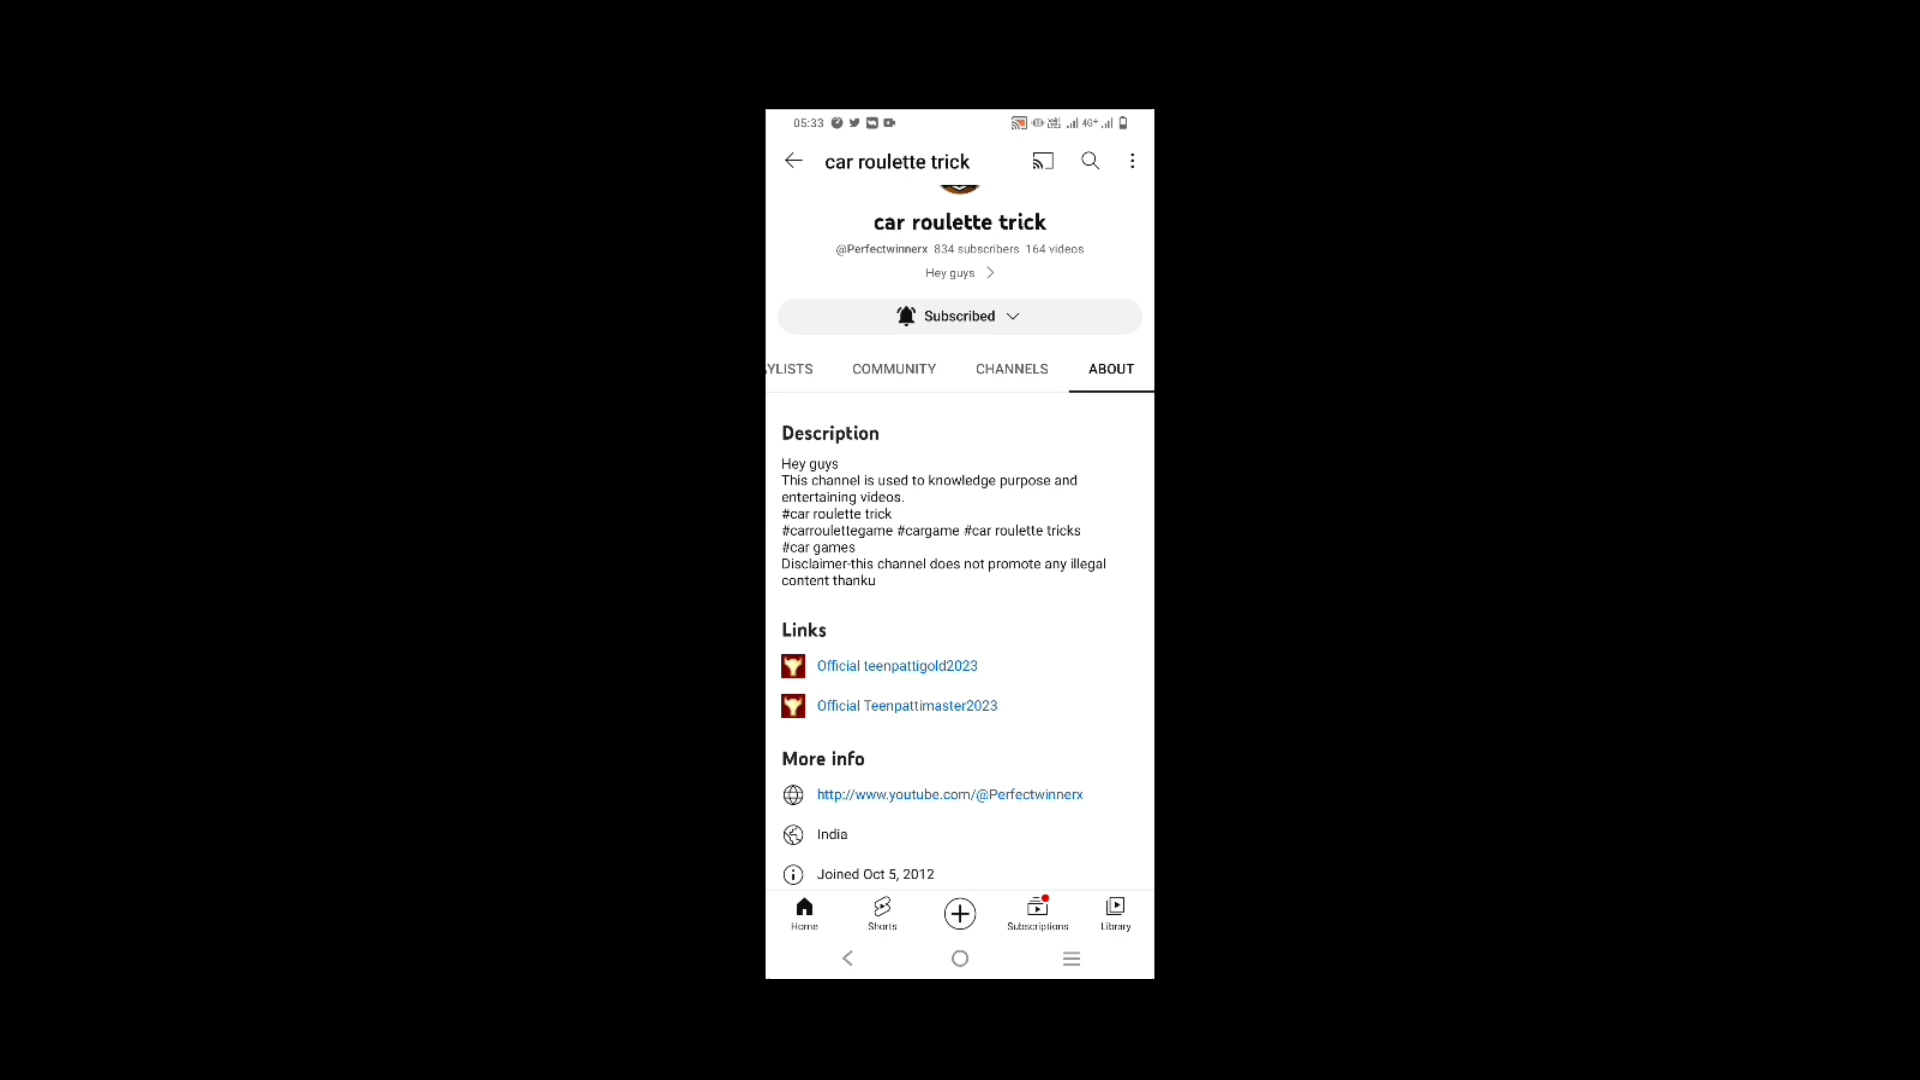 05:33
4G+
car roulette trick
car roulette trick
@Perfectwinnerx 834 subscribers 164 videos
Hey guys
Subscribed
YLISTS COMMUNITY CHANNELS ABOUT
Description
Hey guys
This channel is used to knowledge purpose and
entertaining videos.
#car roulette trick
#carroulettegame #cargame #car roulette tricks
#car games
Disclaimer-this channel does not promote any illegal
content thanku
Links
Official teenpattigold2023
Official Teenpattimaster2023
More info
http://www.youtube.com/@Perfectwinnerx
India
Joined Oct 5, 2012
Home Shorts Subscriptions Library